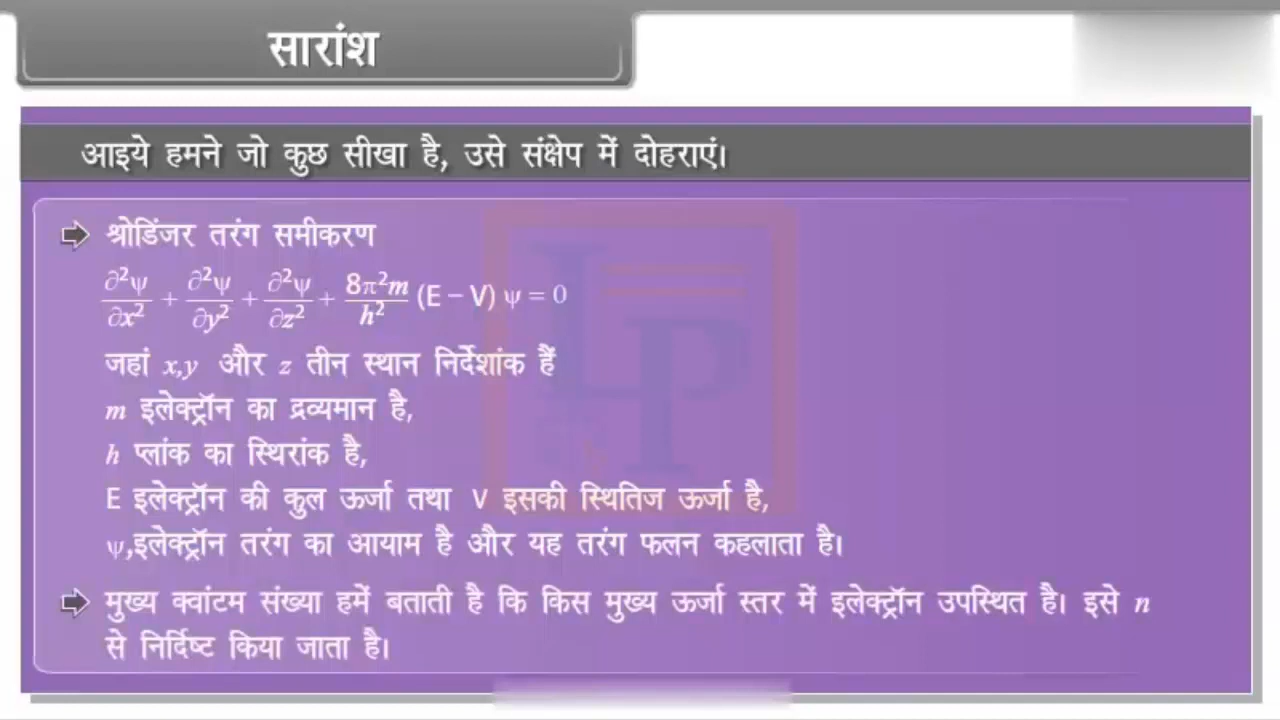 सारांश
आइये हमने जो कुछ सीखा है, उसे संक्षेप में दोहराएं।
श्रोडिंजर तरंग समीकरण
∂²ψ/∂x² + ∂²ψ/∂y² + ∂²ψ/∂z² + 8π²m/h² (E – V) ψ = 0
जहां x,y और z तीन स्थान निर्देशांक हैं
m इलेक्ट्रॉन का द्रव्यमान है,
h प्लांक का स्थिरांक है,
E इलेक्ट्रॉन की कुल ऊर्जा तथा V इसकी स्थितिज ऊर्जा है,
ψ,इलेक्ट्रॉन तरंग का आयाम है और यह तरंग फलन कहलाता है।
मुख्य क्वांटम संख्या हमें बताती है कि किस मुख्य ऊर्जा स्तर में इलेक्ट्रॉन उपस्थित है। इसे n
से निर्दिष्ट किया जाता है।
LP